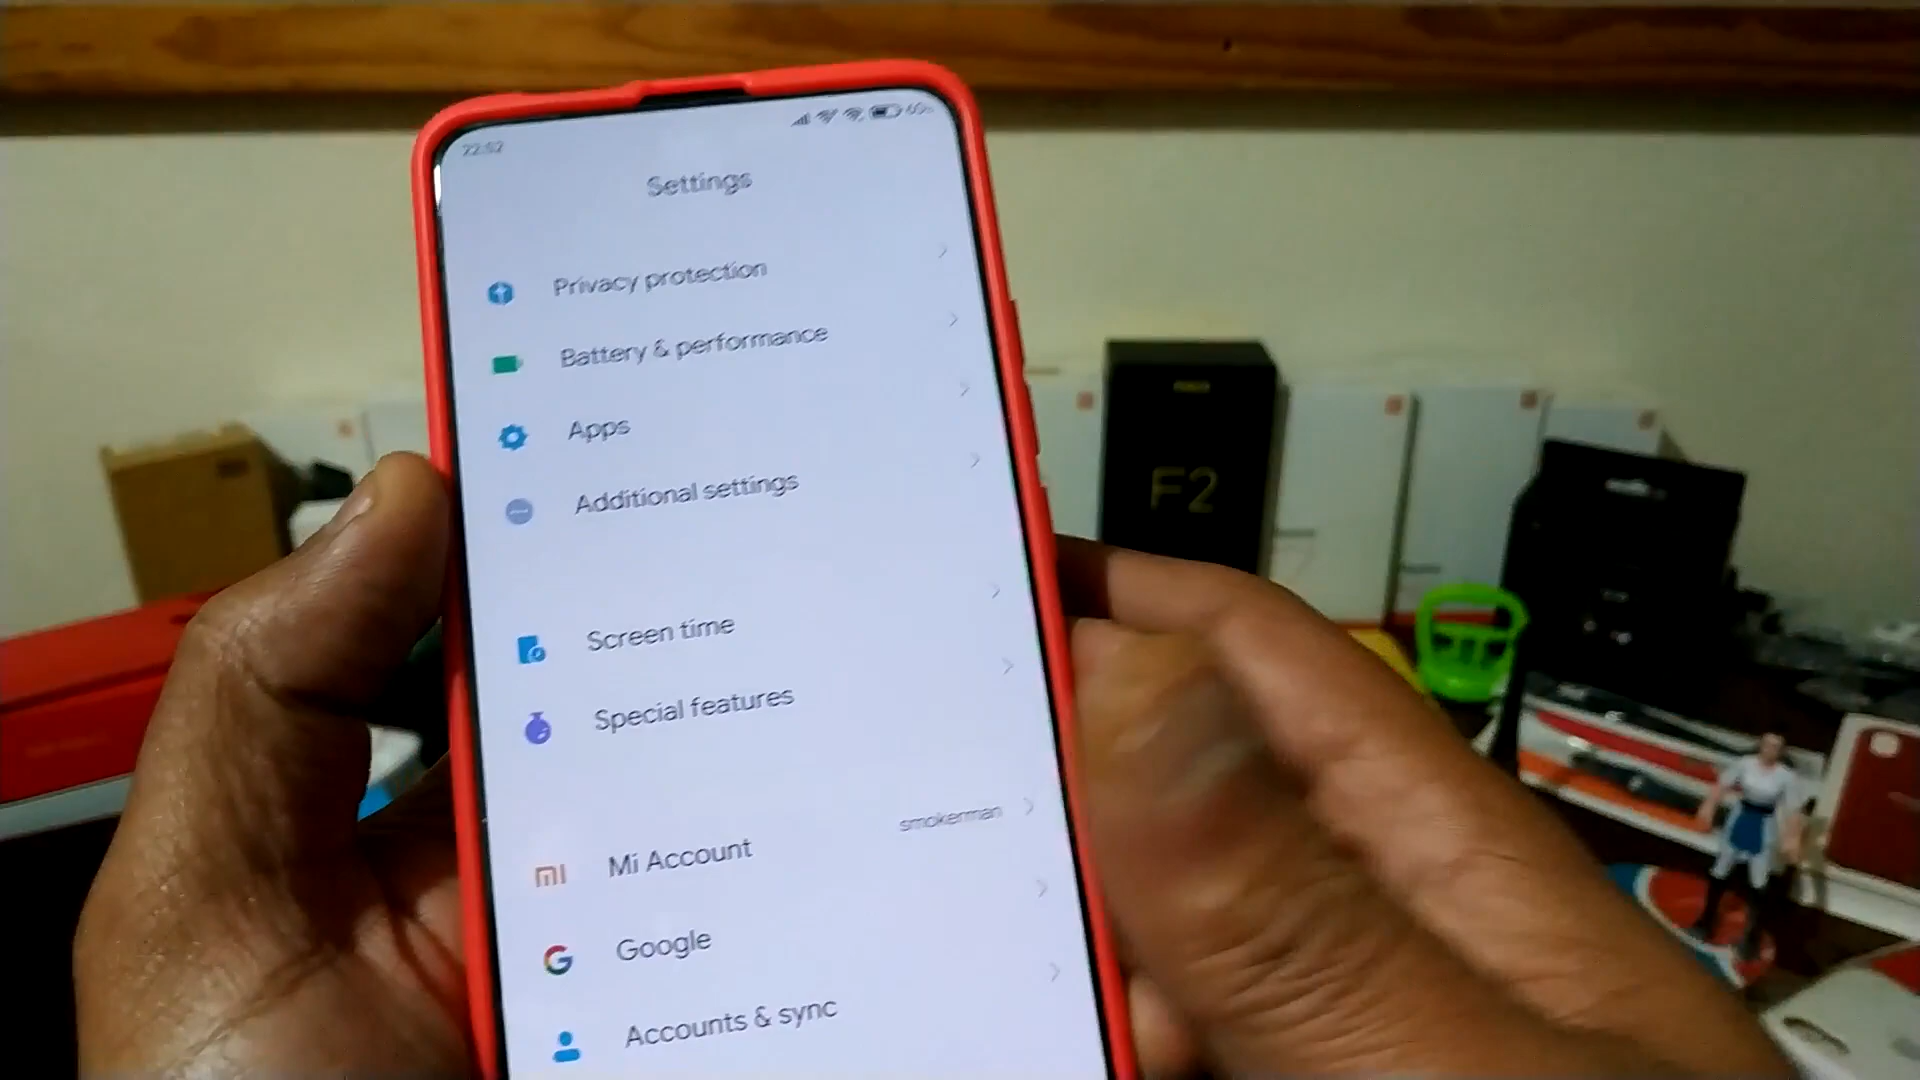 22:52
Settings
Privacy protection
Battery & performance
Apps
Additional settings
Screen time
Special features
Mi Account
smokerman
Google
Accounts & sync
F2